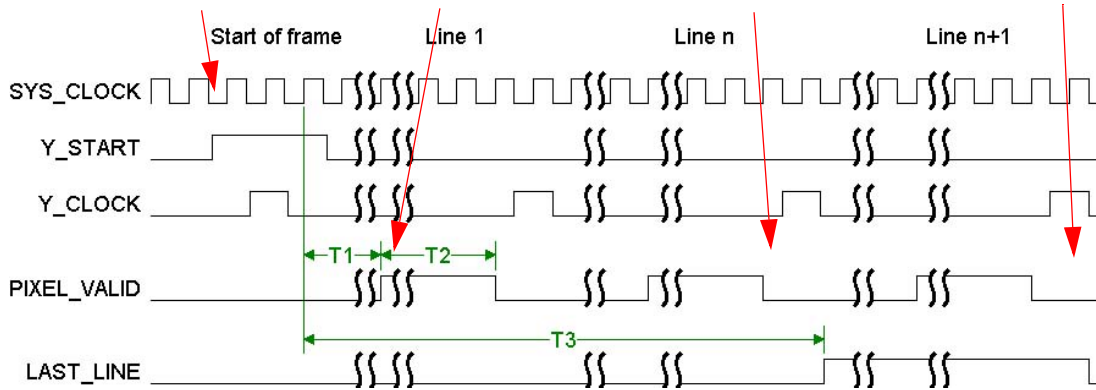 Start of frame Line 1 Line n Line n+1
SYS_CLOCK
Y_START
Y_CLOCK
T1 T2
PIXEL_VALID
T3
LAST_LINE